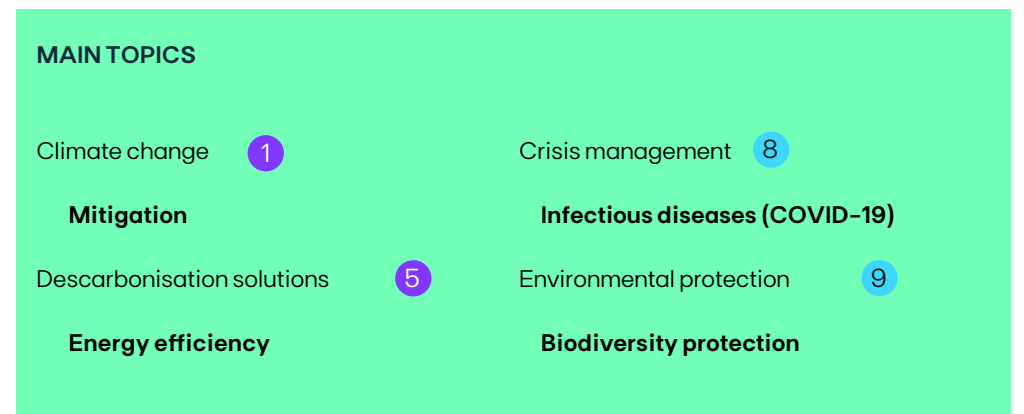 MAIN TOPICS
Climate change 1
Mitigation
Descarbonisation solutions 5
Energy efficiency
Crisis management 8
Infectious diseases (COVID-19)
Environmental protection 9
Biodiversity protection